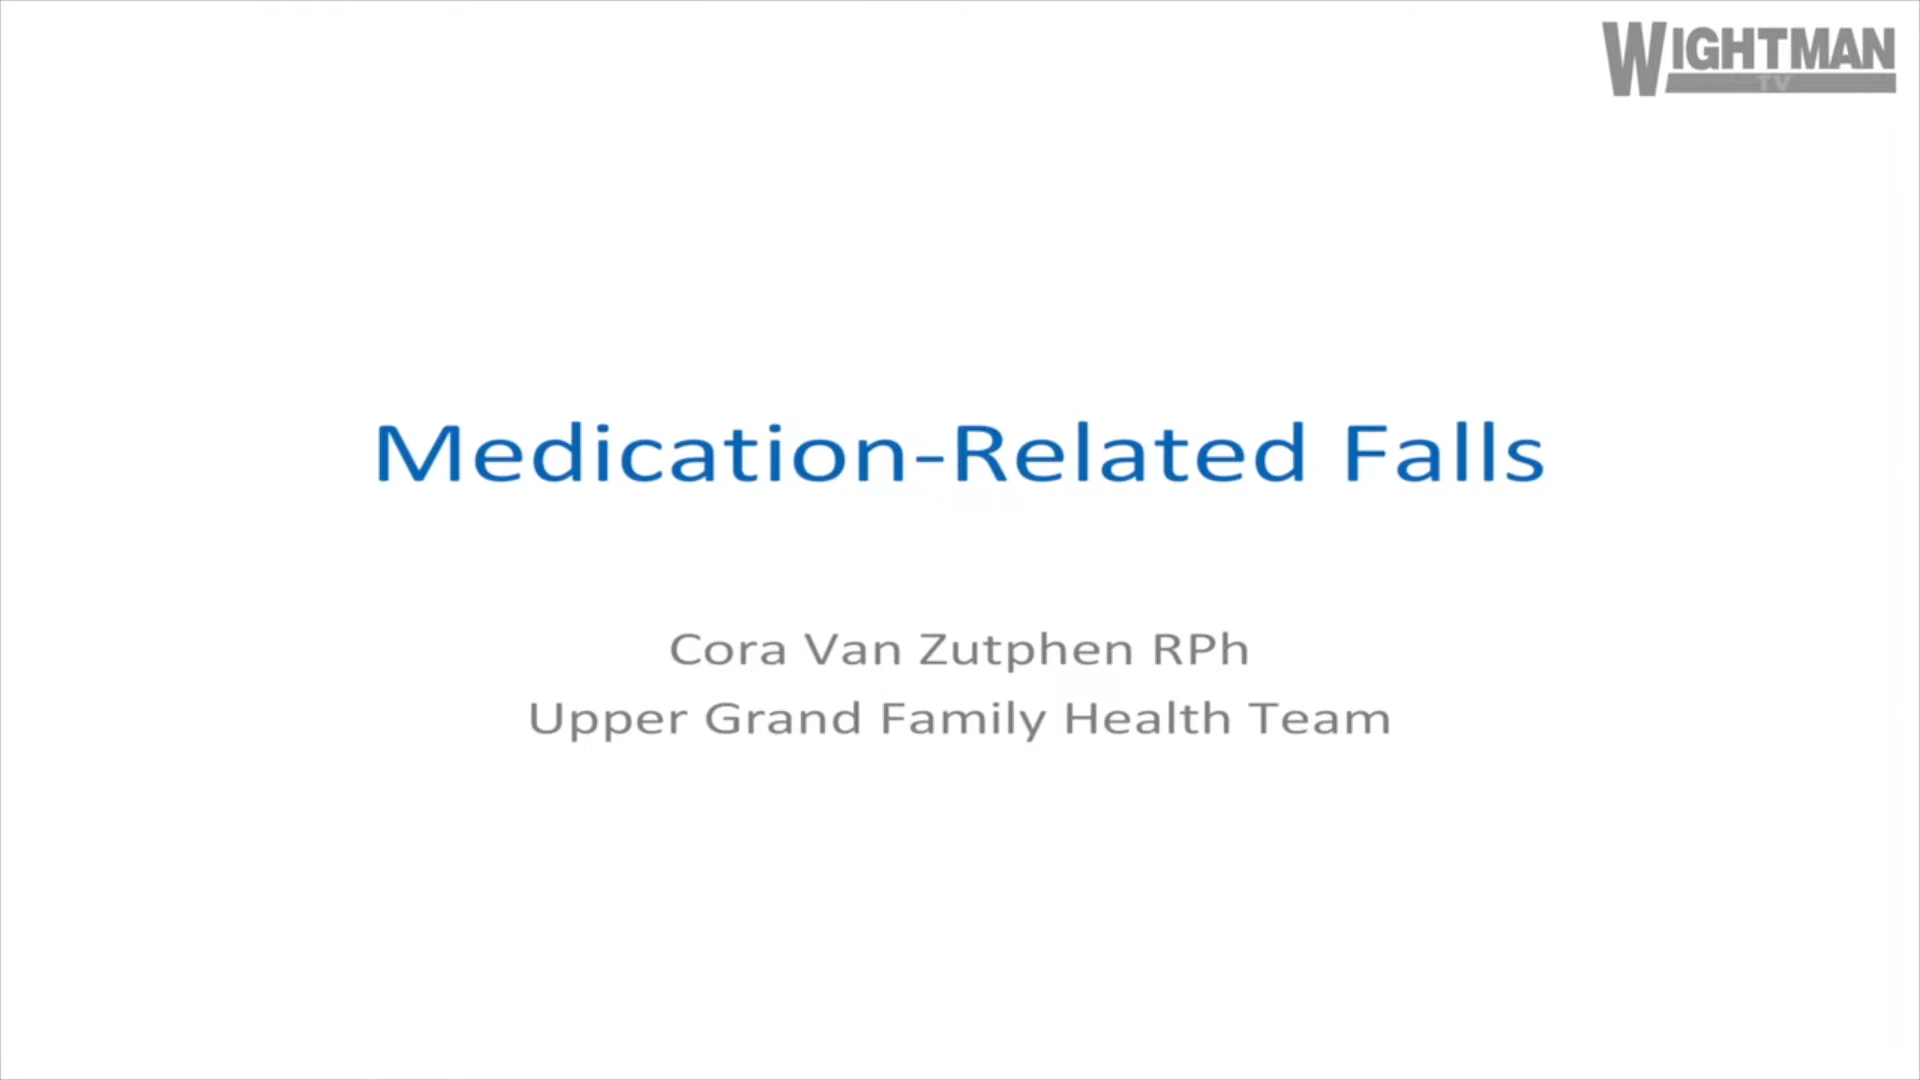 WIGHTMAN
TV
Medication-Related Falls
Cora Van Zutphen RPh
Upper Grand Family Health Team